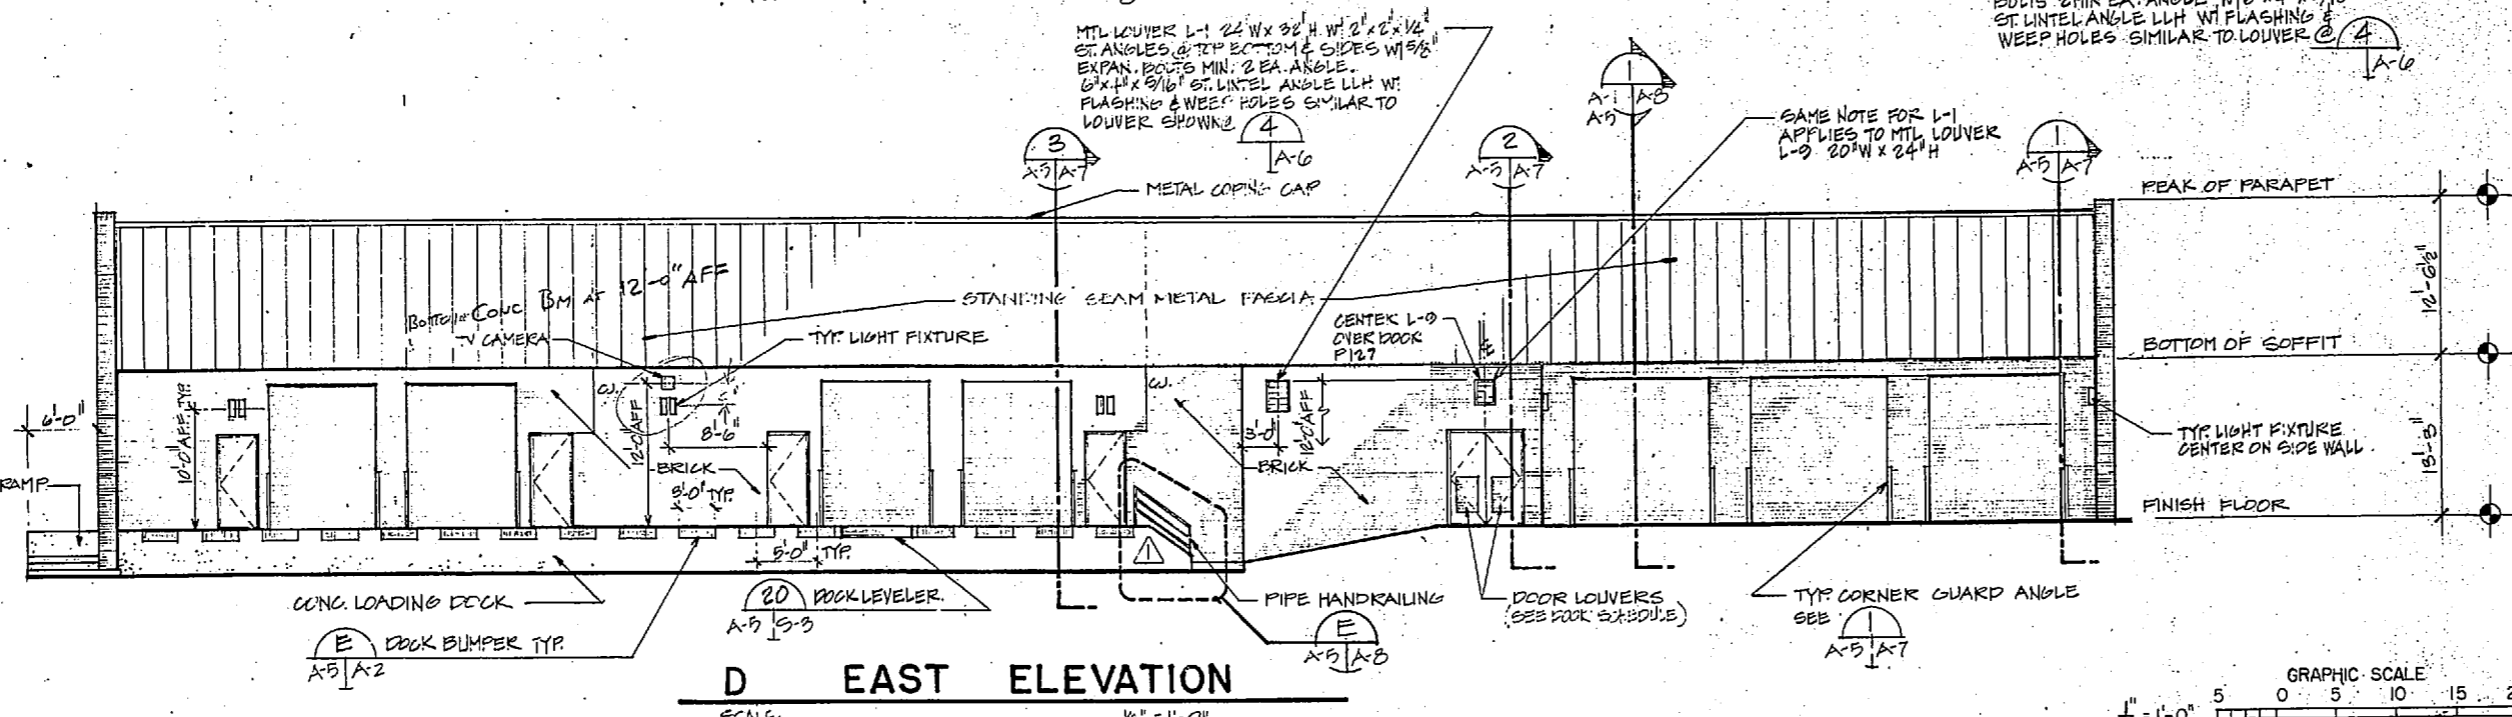 MTL LOUVER L-1 24"W x 32"H W/ 2"x2"x1/4"
ST. ANGLES @ TOP BOTTOM & SIDES W/ 5/8"
EXPAN. BOLTS MIN. 2 EA. ANGLE.
6"x4"x5/16" ST. LINTEL ANGLE LLH W/
FLASHING & WEEP HOLES SIMILAR TO
LOUVER SHOWN @
4
A-6
ST. LINTEL ANGLE LLH W/ FLASHING &
WEEP HOLES SIMILAR TO LOUVER @
4
A-6
1
A-1 A-8
A-5
SAME NOTE FOR L-1
APPLIES TO MTL LOUVER
L-9 20"W x 24"H
3
A-5 A-7
2
A-5 A-7
1
A-5 A-7
METAL COPING CAP
PEAK OF PARAPET
12'-6½"
BOTTOM CONC BM AT 12'-0" AFF
STANDING SEAM METAL FASCIA
TV CAMERA
TYP. LIGHT FIXTURE
CENTER L-9
OVER DOOR
P127
BOTTOM OF SOFFIT
C.J.
C.J.
6'-0"
10'-0" A.F.F. TYP.
12'-0" AFF
8'-6"
3'-0"
12'-0" AFF
BRICK
BRICK
3'-0" TYP.
TYP. LIGHT FIXTURE
CENTER ON SIDE WALL
13'-3"
RAMP
FINISH FLOOR
5'-0" TYP.
1
CONC. LOADING DOCK
20
A-5 S-3
DOCK LEVELER
PIPE HANDRAILING
E
A-5 A-8
DOOR LOUVERS
(SEE DOOR SCHEDULE)
TYP. CORNER GUARD ANGLE
SEE
1
A-5 A-7
E
A-5 A-2
DOCK BUMPER TYP.
D EAST ELEVATION
SCALE:
GRAPHIC SCALE
5 0 5 10 15